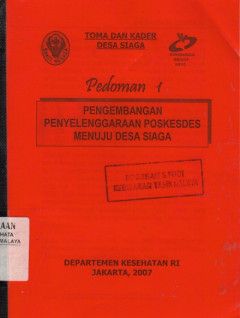 TOMA DAN KADER
DESA SIAGA
Pedoman 1
PENGEMBANGAN
PENYELENGGARAAN POSKESDES
MENUJU DESA SIAGA
DEPARTEMEN KESEHATAN RI
JAKARTA, 2007